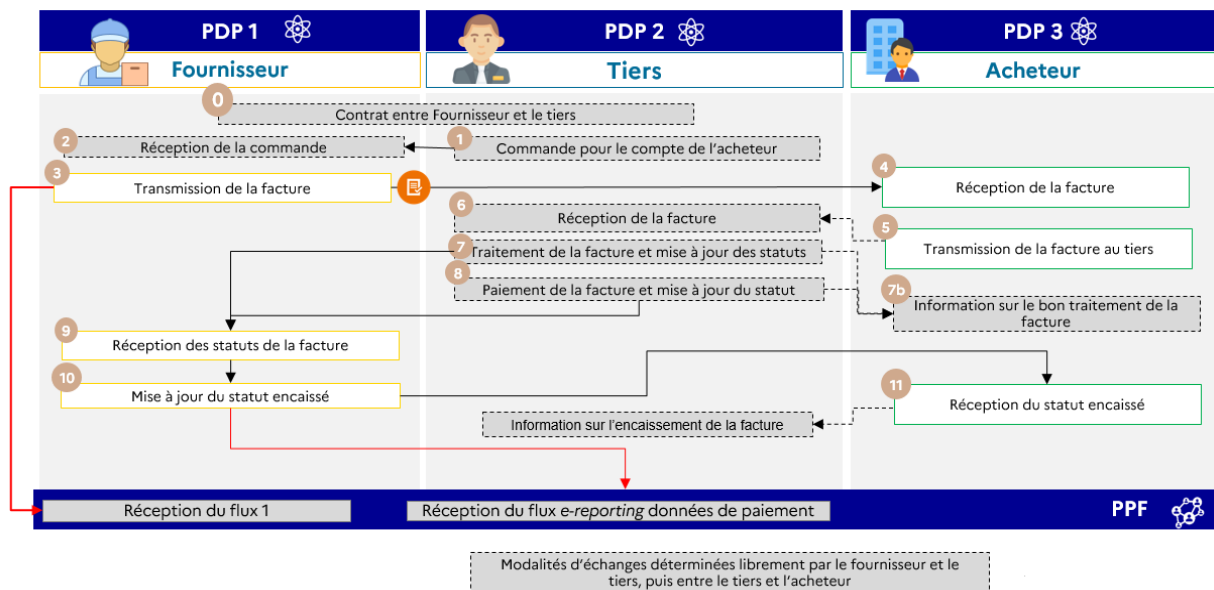 PDP 1
PDP 2
PDP 3
Fournisseur
Tiers
Acheteur
0
Contrat entre Fournisseur et le tiers
2
Réception de la commande
1
Commande pour le compte de l'acheteur
3
Transmission de la facture
4
Réception de la facture
6
Réception de la facture
5
Transmission de la facture au tiers
7
Traitement de la facture et mise à jour des statuts
8
Paiement de la facture et mise à jour du statut
7b
Information sur le bon traitement de la
facture
9
Réception des statuts de la facture
10
Mise à jour du statut encaissé
11
Réception du statut encaissé
Information sur l'encaissement de la facture
Réception du flux 1
Réception du flux e-reporting données de paiement
PPF
Modalités d'échanges déterminées librement par le fournisseur et le
tiers, puis entre le tiers et l'acheteur